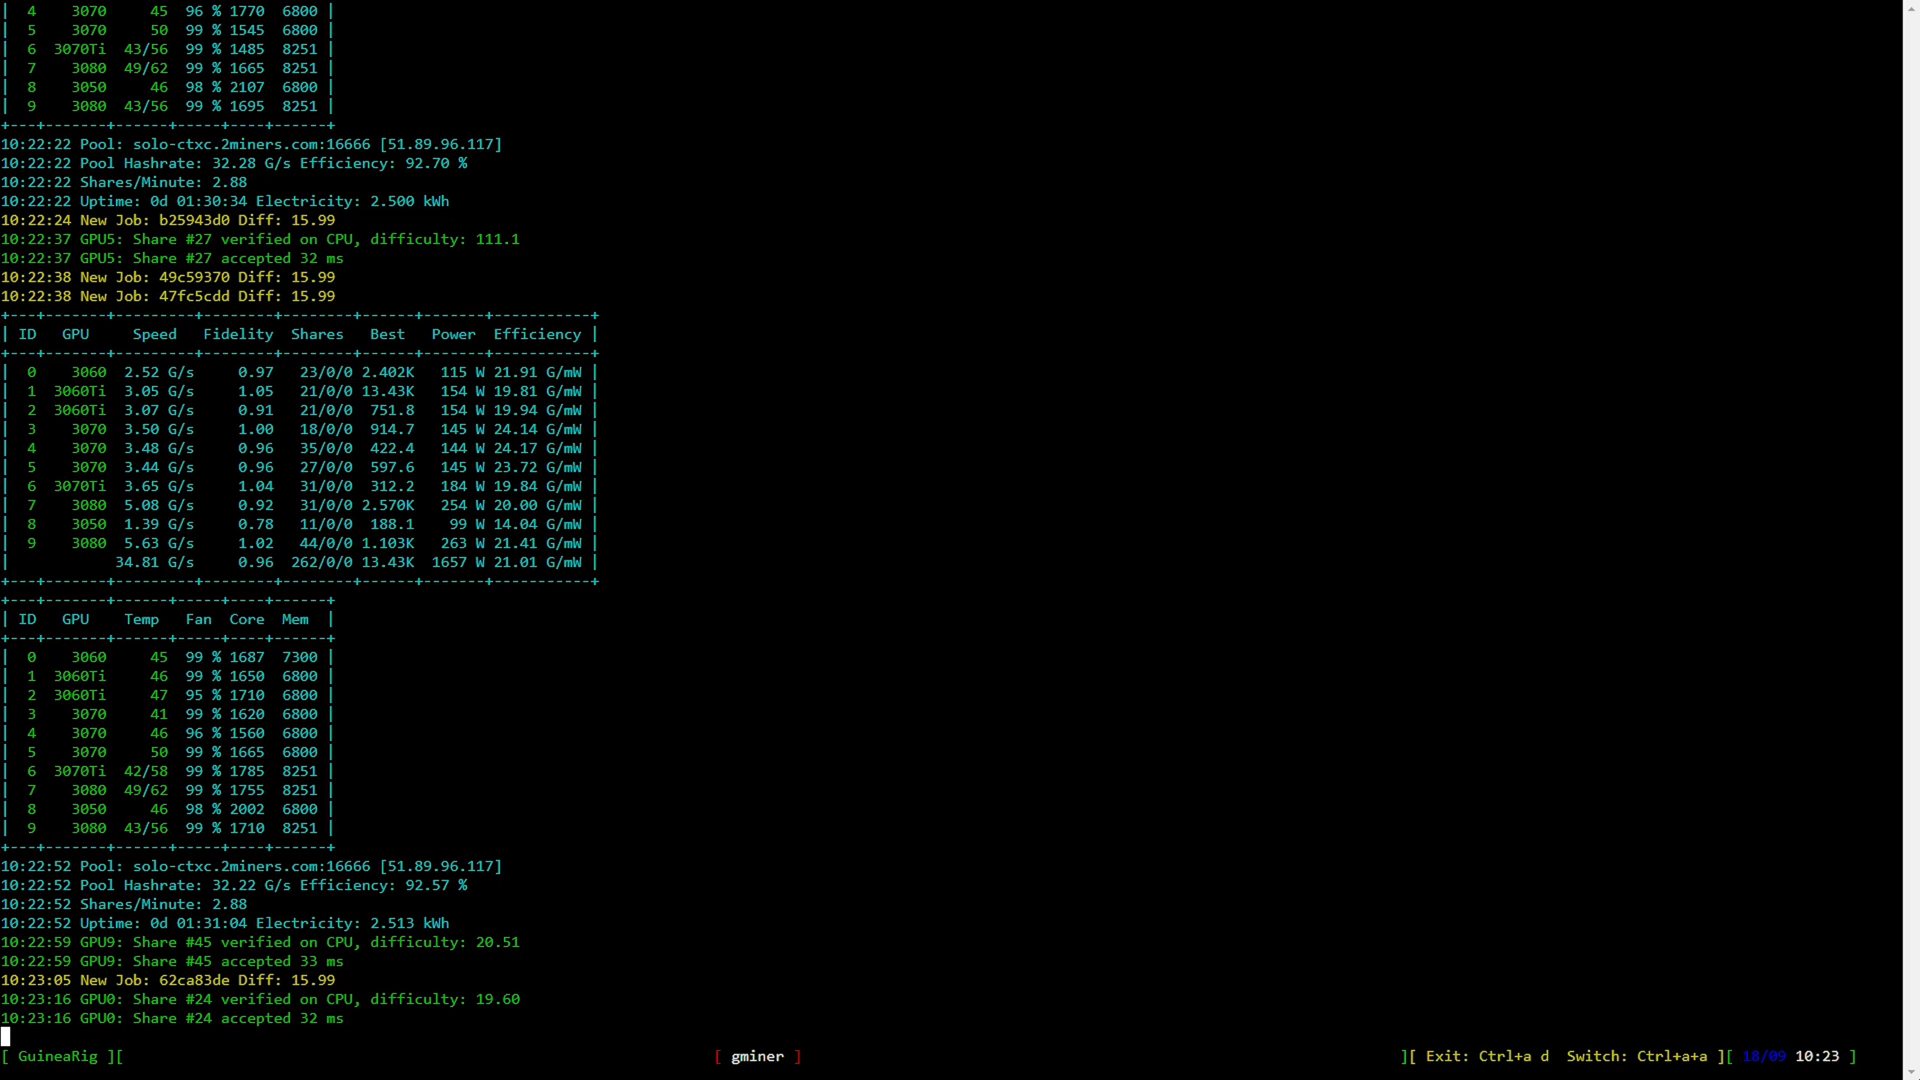 |  4    3070     45  96 % 1770  6800 |
|  5    3070     50  99 % 1545  6800 |
|  6  3070Ti  43/56  99 % 1485  8251 |
|  7    3080  49/62  99 % 1665  8251 |
|  8    3050     46  98 % 2107  6800 |
|  9    3080  43/56  99 % 1695  8251 |
+---+-------+------+-----+----+------+
10:22:22 Pool: solo-ctxc.2miners.com:16666 [51.89.96.117]
10:22:22 Pool Hashrate: 32.28 G/s Efficiency: 92.70 %
10:22:22 Shares/Minute: 2.88
10:22:22 Uptime: 0d 01:30:34 Electricity: 2.500 kWh
10:22:24 New Job: b25943d0 Diff: 15.99
10:22:37 GPU5: Share #27 verified on CPU, difficulty: 111.1
10:22:37 GPU5: Share #27 accepted 32 ms
10:22:38 New Job: 49c59370 Diff: 15.99
10:22:38 New Job: 47fc5cdd Diff: 15.99
+---+-------+---------+--------+--------+------+-------+-----------+
| ID   GPU     Speed   Fidelity  Shares   Best   Power  Efficiency |
+---+-------+---------+--------+--------+------+-------+-----------+
|  0    3060  2.52 G/s     0.97   23/0/0 2.402K   115 W 21.91 G/mW |
|  1  3060Ti  3.05 G/s     1.05   21/0/0 13.43K   154 W 19.81 G/mW |
|  2  3060Ti  3.07 G/s     0.91   21/0/0  751.8   154 W 19.94 G/mW |
|  3    3070  3.50 G/s     1.00   18/0/0  914.7   145 W 24.14 G/mW |
|  4    3070  3.48 G/s     0.96   35/0/0  422.4   144 W 24.17 G/mW |
|  5    3070  3.44 G/s     0.96   27/0/0  597.6   145 W 23.72 G/mW |
|  6  3070Ti  3.65 G/s     1.04   31/0/0  312.2   184 W 19.84 G/mW |
|  7    3080  5.08 G/s     0.92   31/0/0 2.570K   254 W 20.00 G/mW |
|  8    3050  1.39 G/s     0.78   11/0/0  188.1    99 W 14.04 G/mW |
|  9    3080  5.63 G/s     1.02   44/0/0 1.103K   263 W 21.41 G/mW |
|            34.81 G/s     0.96  262/0/0 13.43K  1657 W 21.01 G/mW |
+---+-------+---------+--------+--------+------+-------+-----------+
+---+-------+------+-----+----+------+
| ID   GPU    Temp   Fan  Core  Mem  |
+---+-------+------+-----+----+------+
|  0    3060     45  99 % 1687  7300 |
|  1  3060Ti     46  99 % 1650  6800 |
|  2  3060Ti     47  95 % 1710  6800 |
|  3    3070     41  99 % 1620  6800 |
|  4    3070     46  96 % 1560  6800 |
|  5    3070     50  99 % 1665  6800 |
|  6  3070Ti  42/58  99 % 1785  8251 |
|  7    3080  49/62  99 % 1755  8251 |
|  8    3050     46  98 % 2002  6800 |
|  9    3080  43/56  99 % 1710  8251 |
+---+-------+------+-----+----+------+
10:22:52 Pool: solo-ctxc.2miners.com:16666 [51.89.96.117]
10:22:52 Pool Hashrate: 32.22 G/s Efficiency: 92.57 %
10:22:52 Shares/Minute: 2.88
10:22:52 Uptime: 0d 01:31:04 Electricity: 2.513 kWh
10:22:59 GPU9: Share #45 verified on CPU, difficulty: 20.51
10:22:59 GPU9: Share #45 accepted 33 ms
10:23:05 New Job: 62ca83de Diff: 15.99
10:23:16 GPU0: Share #24 verified on CPU, difficulty: 19.60
10:23:16 GPU0: Share #24 accepted 32 ms
[ GuineaRig ][ [ gminer ] ][ Exit: Ctrl+a d  Switch: Ctrl+a+a ][ 18/09 10:23 ]